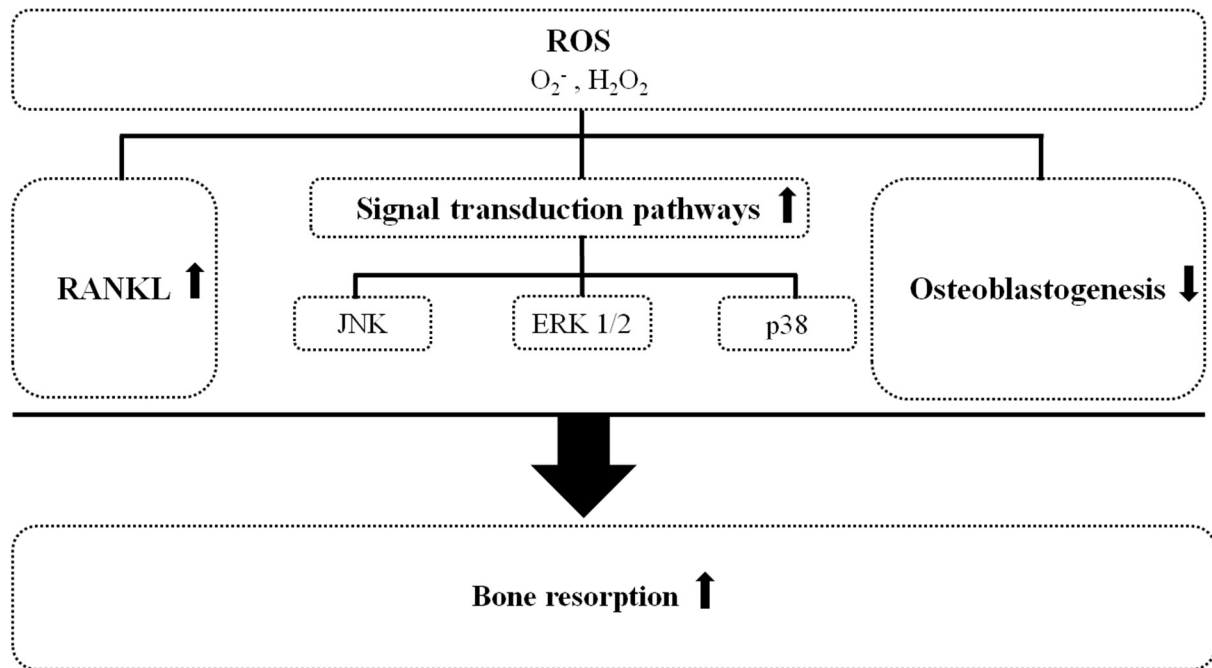 ROS
O₂⁻ , H₂O₂
Signal transduction pathways ⬆
RANKL ⬆
Osteoblastogenesis ⬇
JNK
ERK 1/2
p38
Bone resorption ⬆